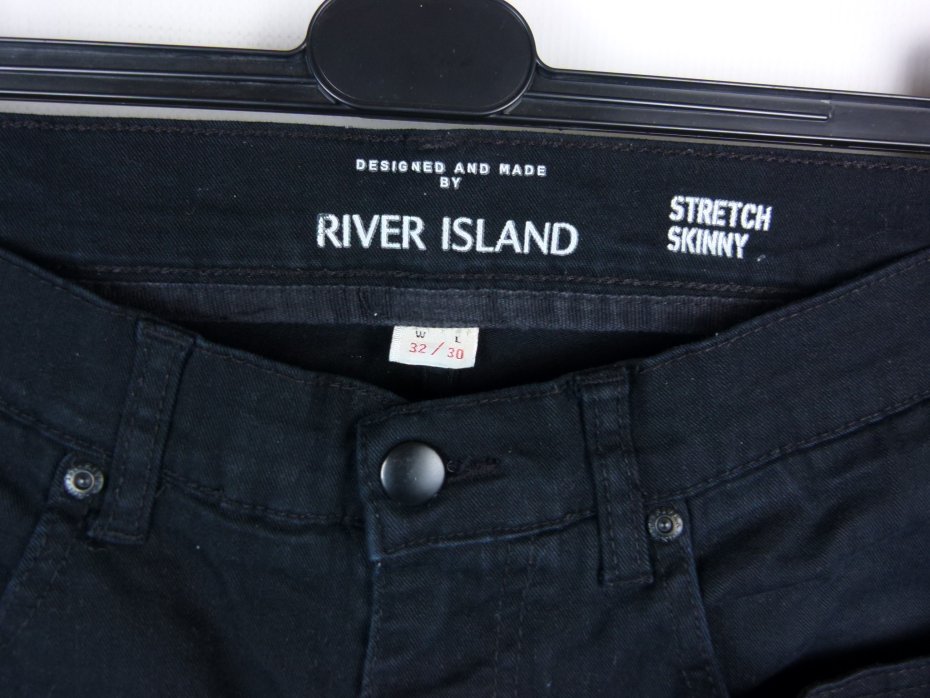 DESIGNED AND MADE
BY
RIVER ISLAND
STRETCH
SKINNY
W L
32 / 30